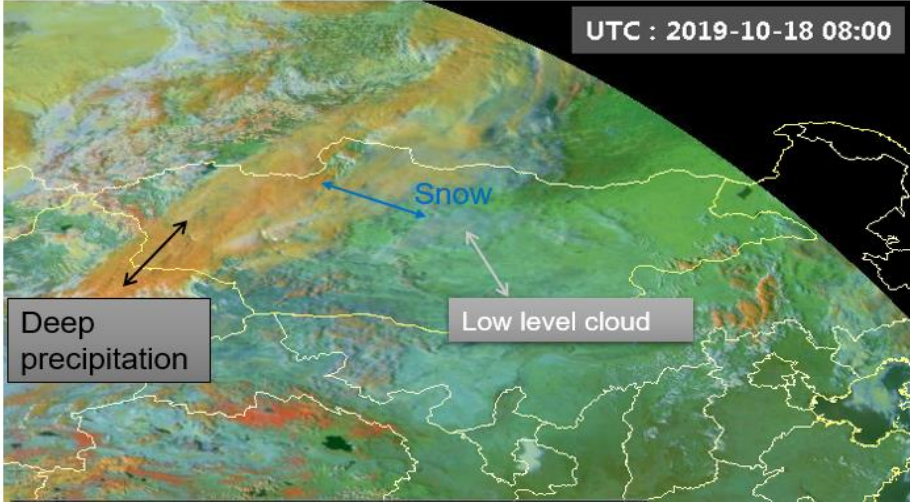 UTC : 2019-10-18 08:00
Snow
Deep
precipitation
Low level cloud